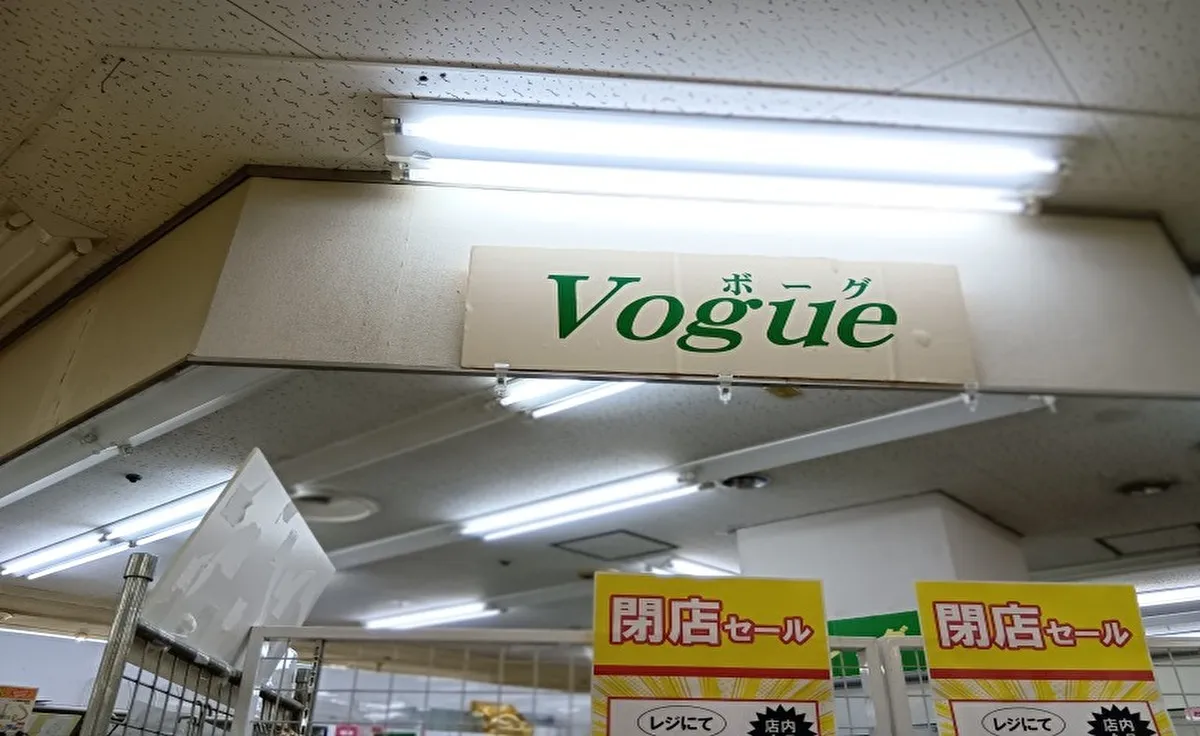 ボーグ
Vogue
閉店セール
レジにて
店内
閉店セール
レジにて
店内